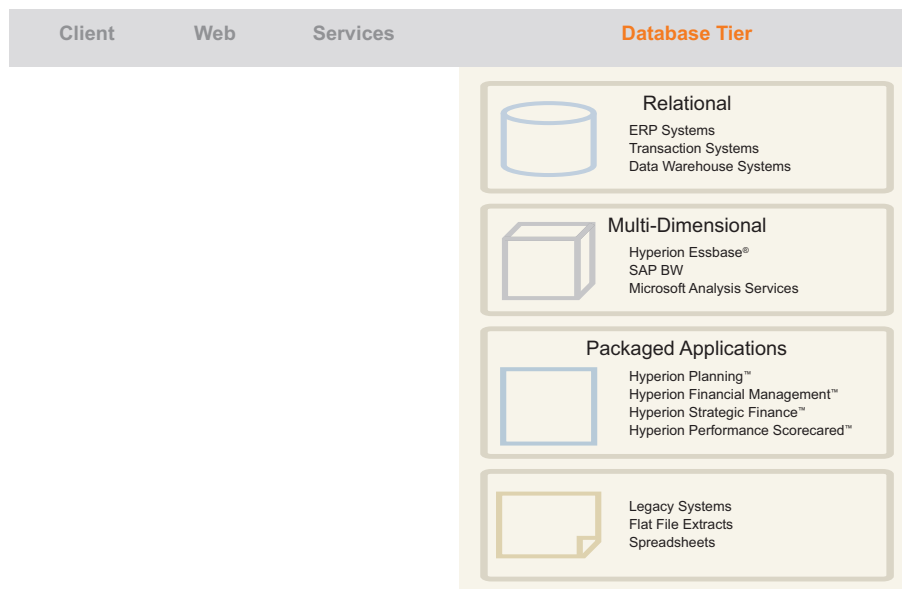 Client Web Services Database Tier
Relational
ERP Systems
Transaction Systems
Data Warehouse Systems
Multi-Dimensional
Hyperion Essbase®
SAP BW
Microsoft Analysis Services
Packaged Applications
Hyperion Planning™
Hyperion Financial Management™
Hyperion Strategic Finance™
Hyperion Performance Scorecared™
Legacy Systems
Flat File Extracts
Spreadsheets